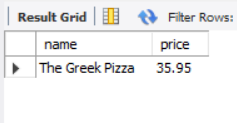 Result Grid Filter Rows:
name price
The Greek Pizza 35.95